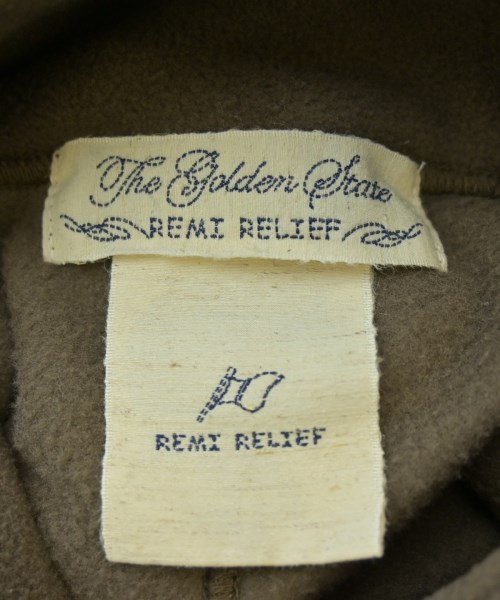 The Golden State
REMI RELIEF
REMI RELIEF